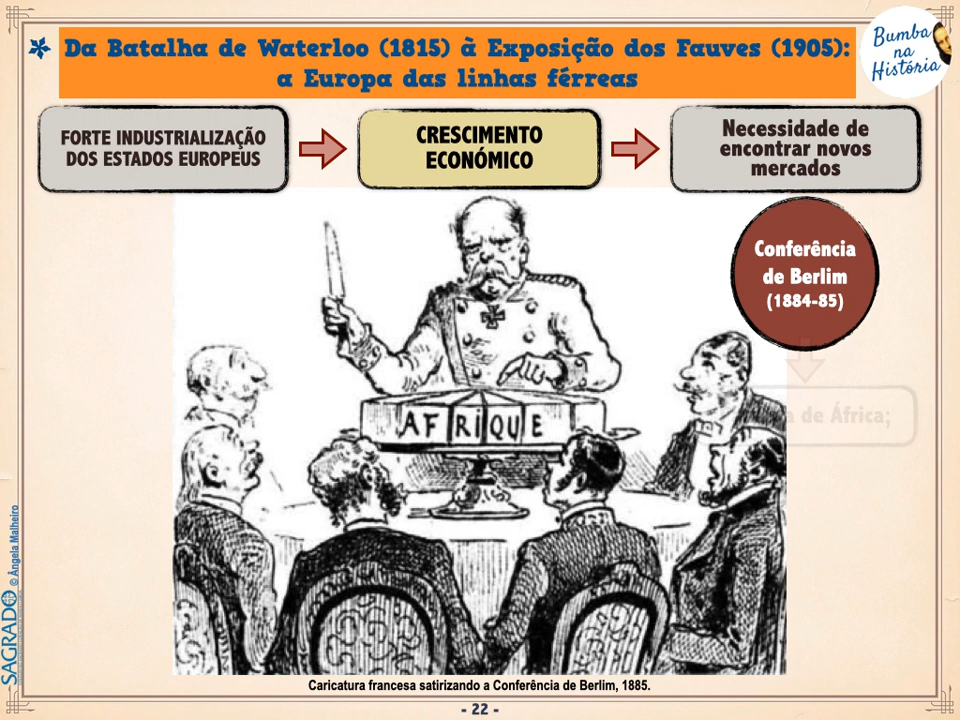 Da Batalha de Waterloo (1815) à Exposição dos Fauves (1905):
a Europa das linhas férreas
Bumba
na
História
FORTE INDUSTRIALIZAÇÃO
DOS ESTADOS EUROPEUS
CRESCIMENTO
ECONÓMICO
Necessidade de
encontrar novos
mercados
Conferência
de Berlim
(1884-85)
de África;
AFRIQUE
SAGRADO
© Ângela Malheiro
Caricatura francesa satirizando a Conferência de Berlim, 1885.
- 22 -